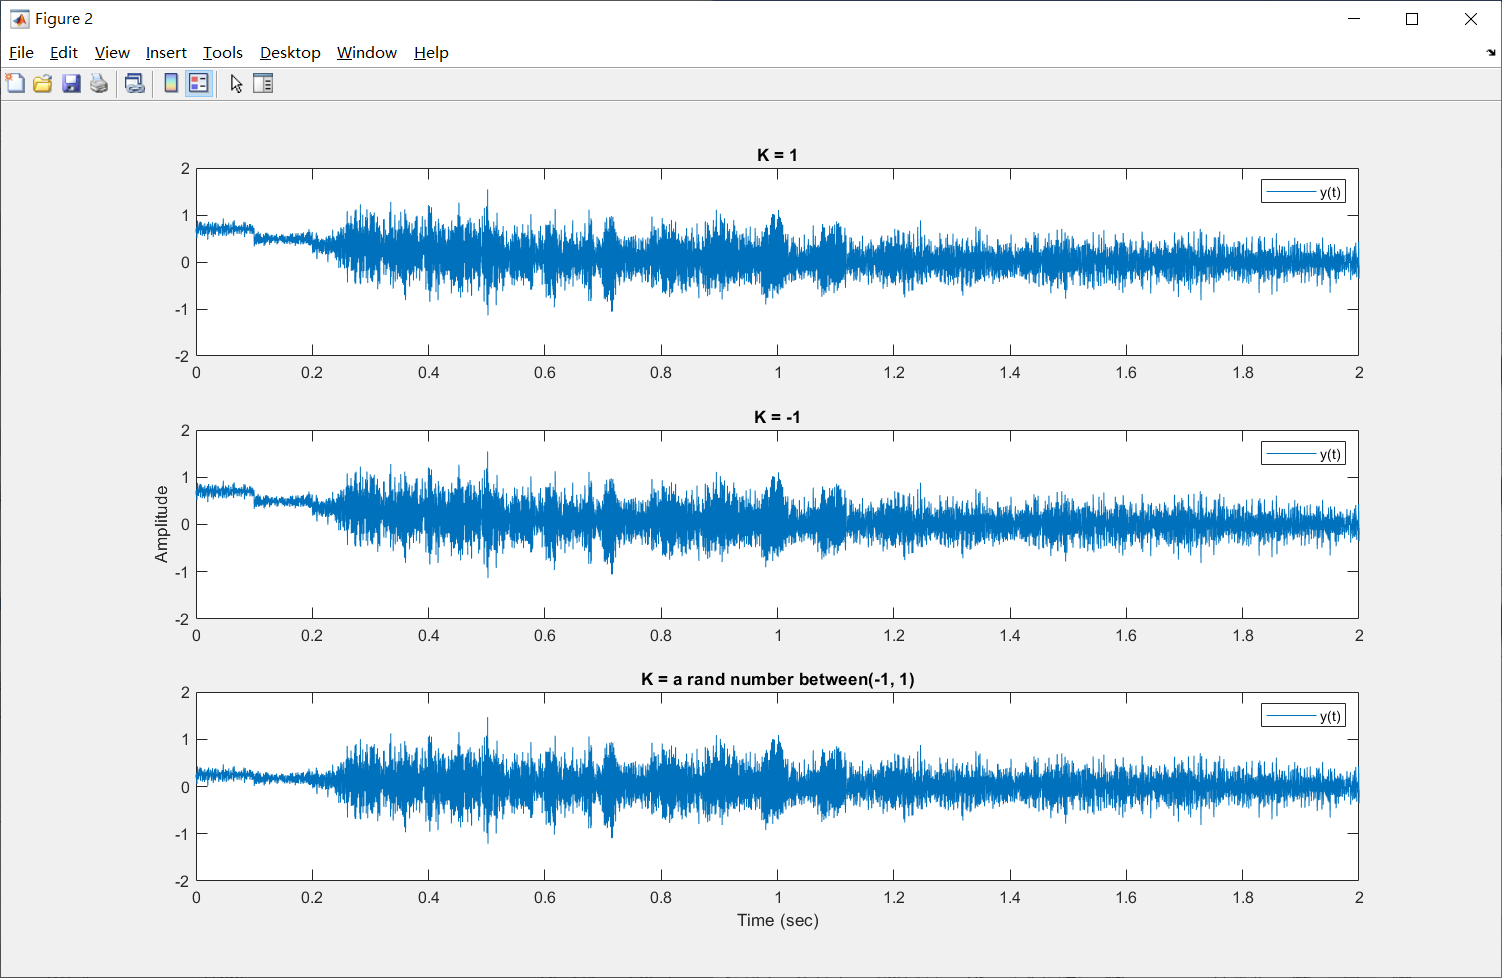 Figure 2
File Edit View Insert Tools Desktop Window Help
K = 1
y(t)
2
1
0
-1
-2
0 0.2 0.4 0.6 0.8 1 1.2 1.4 1.6 1.8 2
K = -1
y(t)
Amplitude
2
1
0
-1
-2
0 0.2 0.4 0.6 0.8 1 1.2 1.4 1.6 1.8 2
K = a rand number between(-1, 1)
y(t)
2
1
0
-1
-2
0 0.2 0.4 0.6 0.8 1 1.2 1.4 1.6 1.8 2
Time (sec)